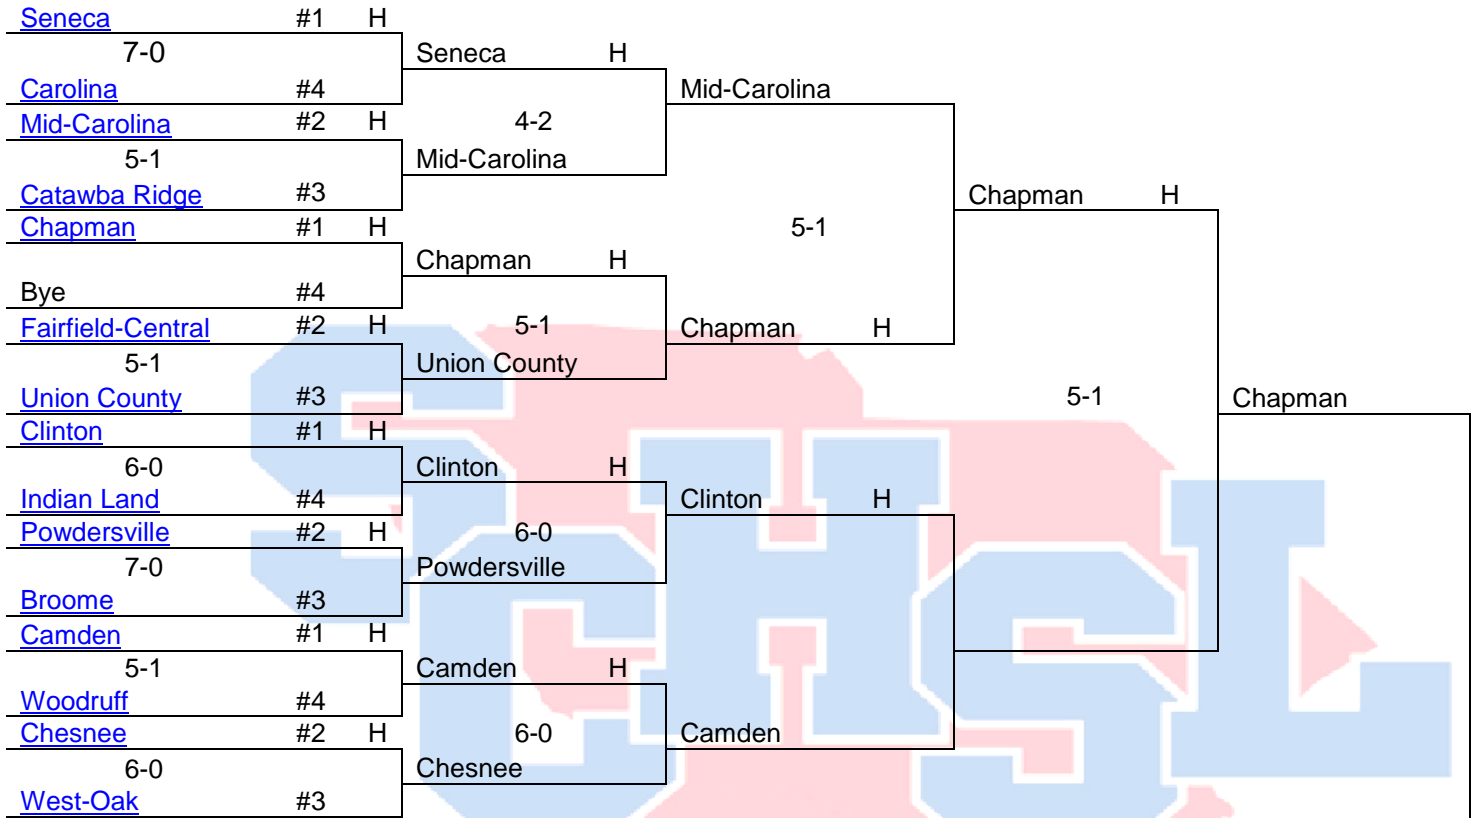 Seneca #1 H
7-0
Seneca H
Carolina #4
Mid-Carolina
Mid-Carolina #2 H
4-2
5-1
Mid-Carolina
Catawba Ridge #3
Chapman H
Chapman #1 H
5-1
Chapman H
Bye #4
Fairfield-Central #2 H
5-1
Chapman H
5-1
Union County
Union County #3
5-1
Chapman
Clinton #1 H
6-0
Clinton H
Indian Land #4
Clinton H
Powdersville #2 H
6-0
7-0
Powdersville
Broome #3
Camden #1 H
5-1
Camden H
Woodruff #4
Chesnee #2 H
6-0
Camden
6-0
Chesnee
West-Oak #3
SCHSL